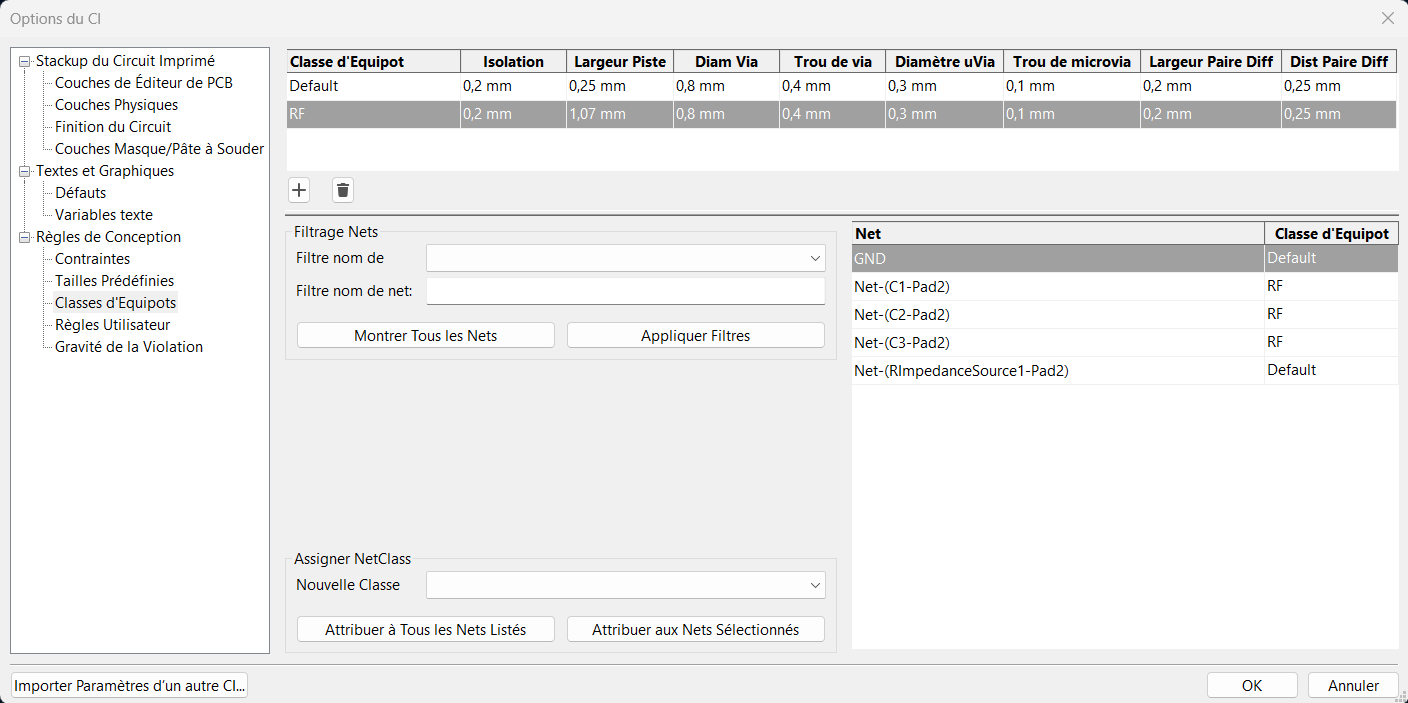 Options du CI
Stackup du Circuit Imprimé
Couches de Éditeur de PCB
Couches Physiques
Finition du Circuit
Couches Masque/Pâte à Souder
Textes et Graphiques
Défauts
Variables texte
Règles de Conception
Contraintes
Tailles Prédéfinies
Classes d'Equipots
Règles Utilisateur
Gravité de la Violation
Classe d'Equipot Isolation Largeur Piste Diam Via Trou de via Diamètre uVia Trou de microvia Largeur Paire Diff Dist Paire Diff
Default 0,2 mm 0,25 mm 0,8 mm 0,4 mm 0,3 mm 0,1 mm 0,2 mm 0,25 mm
RF 0,2 mm 1,07 mm 0,8 mm 0,4 mm 0,3 mm 0,1 mm 0,2 mm 0,25 mm
Filtrage Nets
Filtre nom de
Filtre nom de net:
Montrer Tous les Nets Appliquer Filtres
Assigner NetClass
Nouvelle Classe
Attribuer à Tous les Nets Listés Attribuer aux Nets Sélectionnés
Net Classe d'Equipot
GND Default
Net-(C1-Pad2) RF
Net-(C2-Pad2) RF
Net-(C3-Pad2) RF
Net-(RImpedanceSource1-Pad2) Default
Importer Paramètres d'un autre CI... OK Annuler